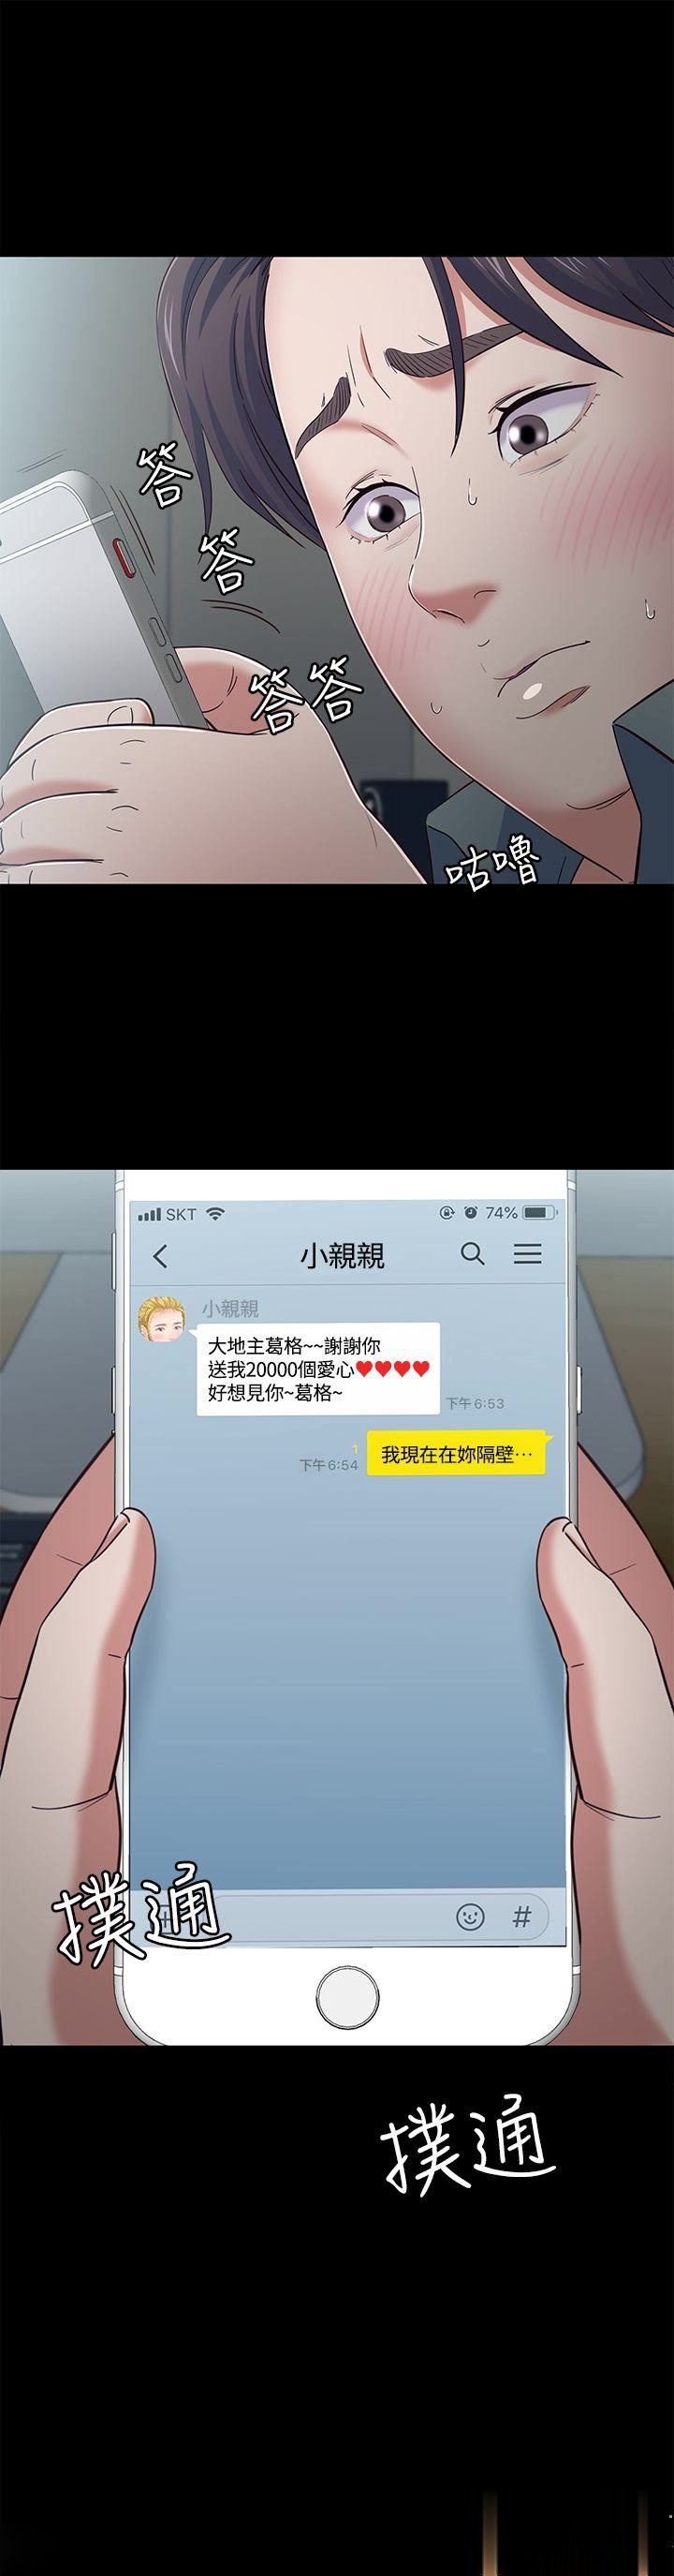 答
答
答答
咕嚕
SKT
74%
小親親
小親親
大地主葛格~~謝謝你
送我20000個愛心♥♥♥♥
好想見你~葛格~
下午6:53
1
下午6:54
我現在在妳隔壁⋯
+
#
撲通
撲通